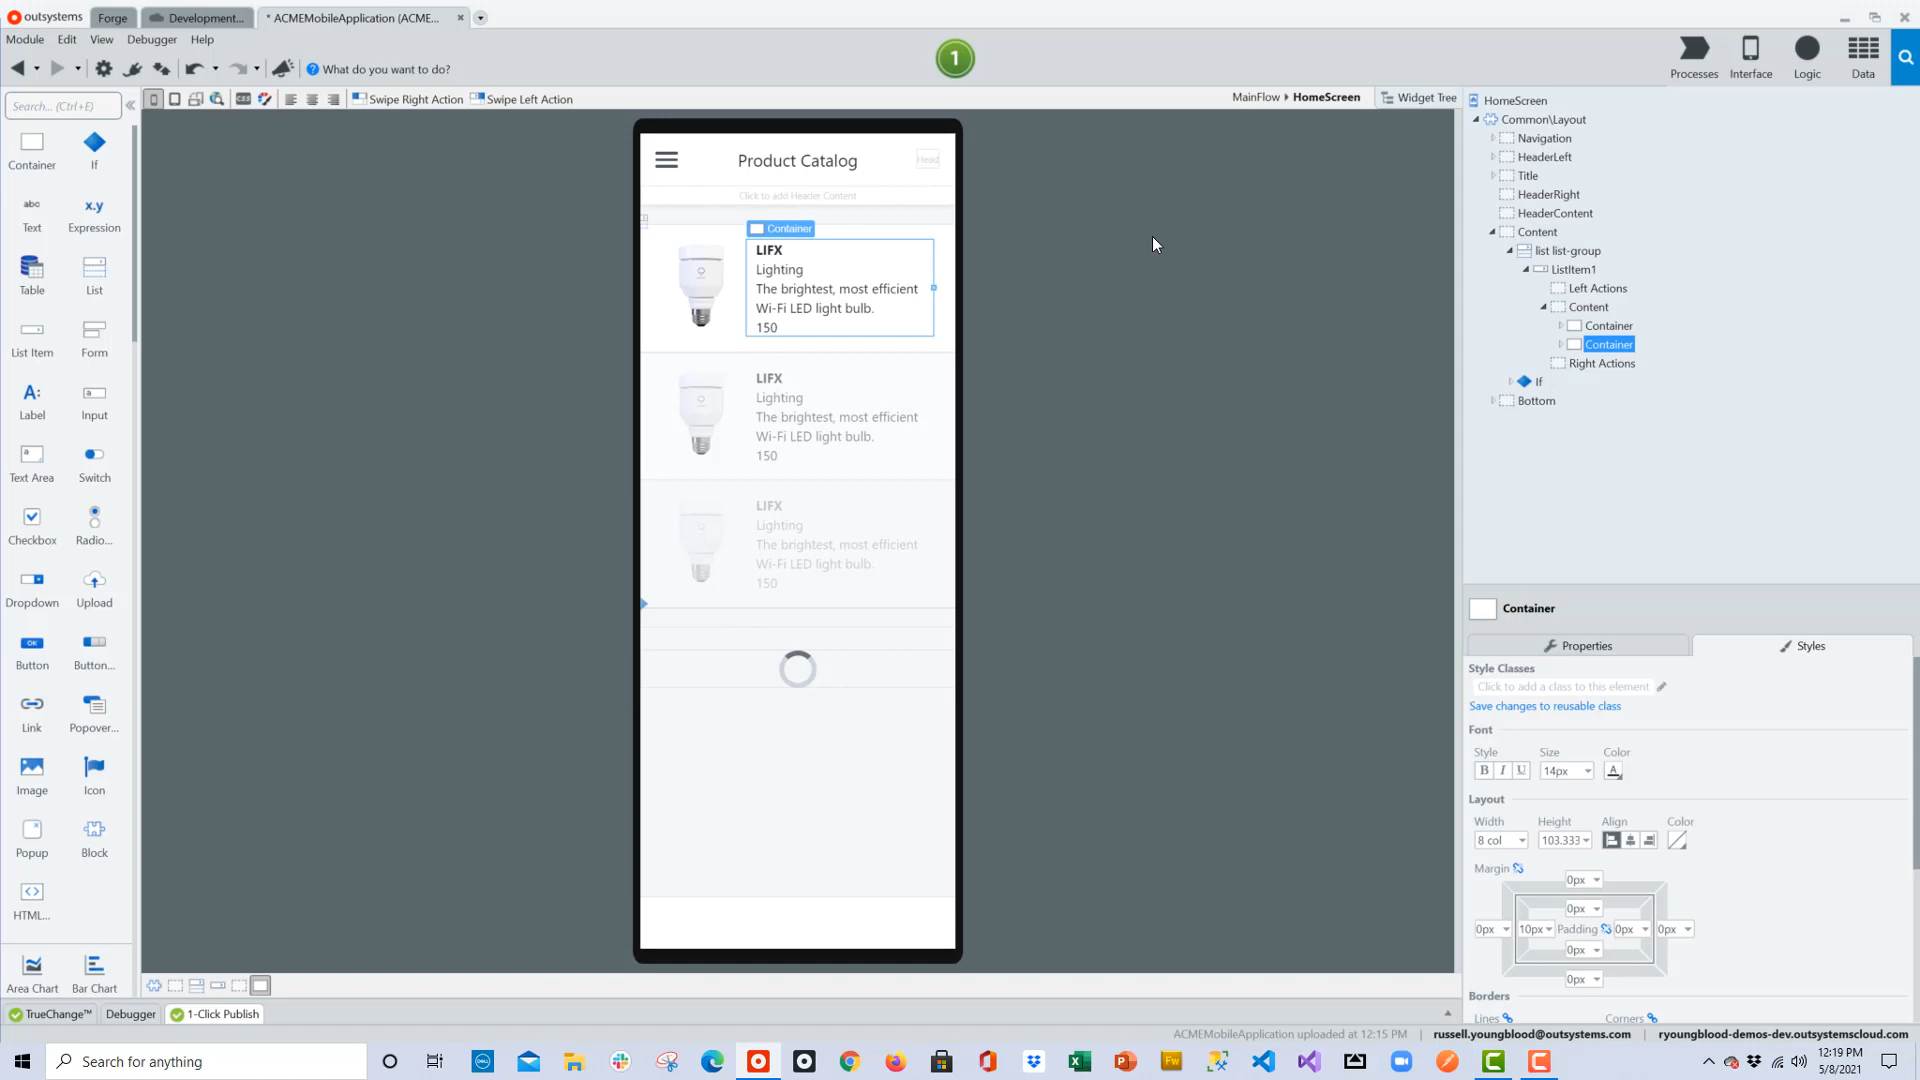 outsystems
Forge
Development...
* ACMEMobileApplication (ACME...
Module Edit View Debugger Help
What do you want to do?
1
Processes Interface Logic Data
Search... (Ctrl+E)
CSS
Swipe Right Action
Swipe Left Action
MainFlow HomeScreen
Widget Tree
Container
If
abc
Text
x.y
Expression
Table
List
List Item
Form
A:
Label
Input
Text Area
Switch
Checkbox
Radio...
Dropdown
Upload
OK
Button
Button...
Link
Popover...
Image
Icon
Popup
Block
HTML...
Area Chart
Bar Chart
Product Catalog
Head
Click to add Header Content
Container
LIFX
Lighting
The brightest, most efficient
Wi-Fi LED light bulb.
150
LIFX
Lighting
The brightest, most efficient
Wi-Fi LED light bulb.
150
LIFX
Lighting
The brightest, most efficient
Wi-Fi LED light bulb.
150
HomeScreen
Common\Layout
Navigation
HeaderLeft
Title
HeaderRight
HeaderContent
Content
list list-group
ListItem1
Left Actions
Content
Container
Container
Right Actions
If
Bottom
Container
Properties
Styles
Style Classes
Click to add a class to this element
Save changes to reusable class
Font
Style Size Color
B I U 14px A
Layout
Width Height Align Color
8 col 103.333
Margin
0px
0px
0px 10px Padding 0px 0px
0px
0px
Borders
Lines Corners
TrueChange™
Debugger
1-Click Publish
ACMEMobileApplication uploaded at 12:15 PM
russell.youngblood@outsystems.com
ryoungblood-demos-dev.outsystemscloud.com
Search for anything
DELL
Fw
12:19 PM
5/8/2021